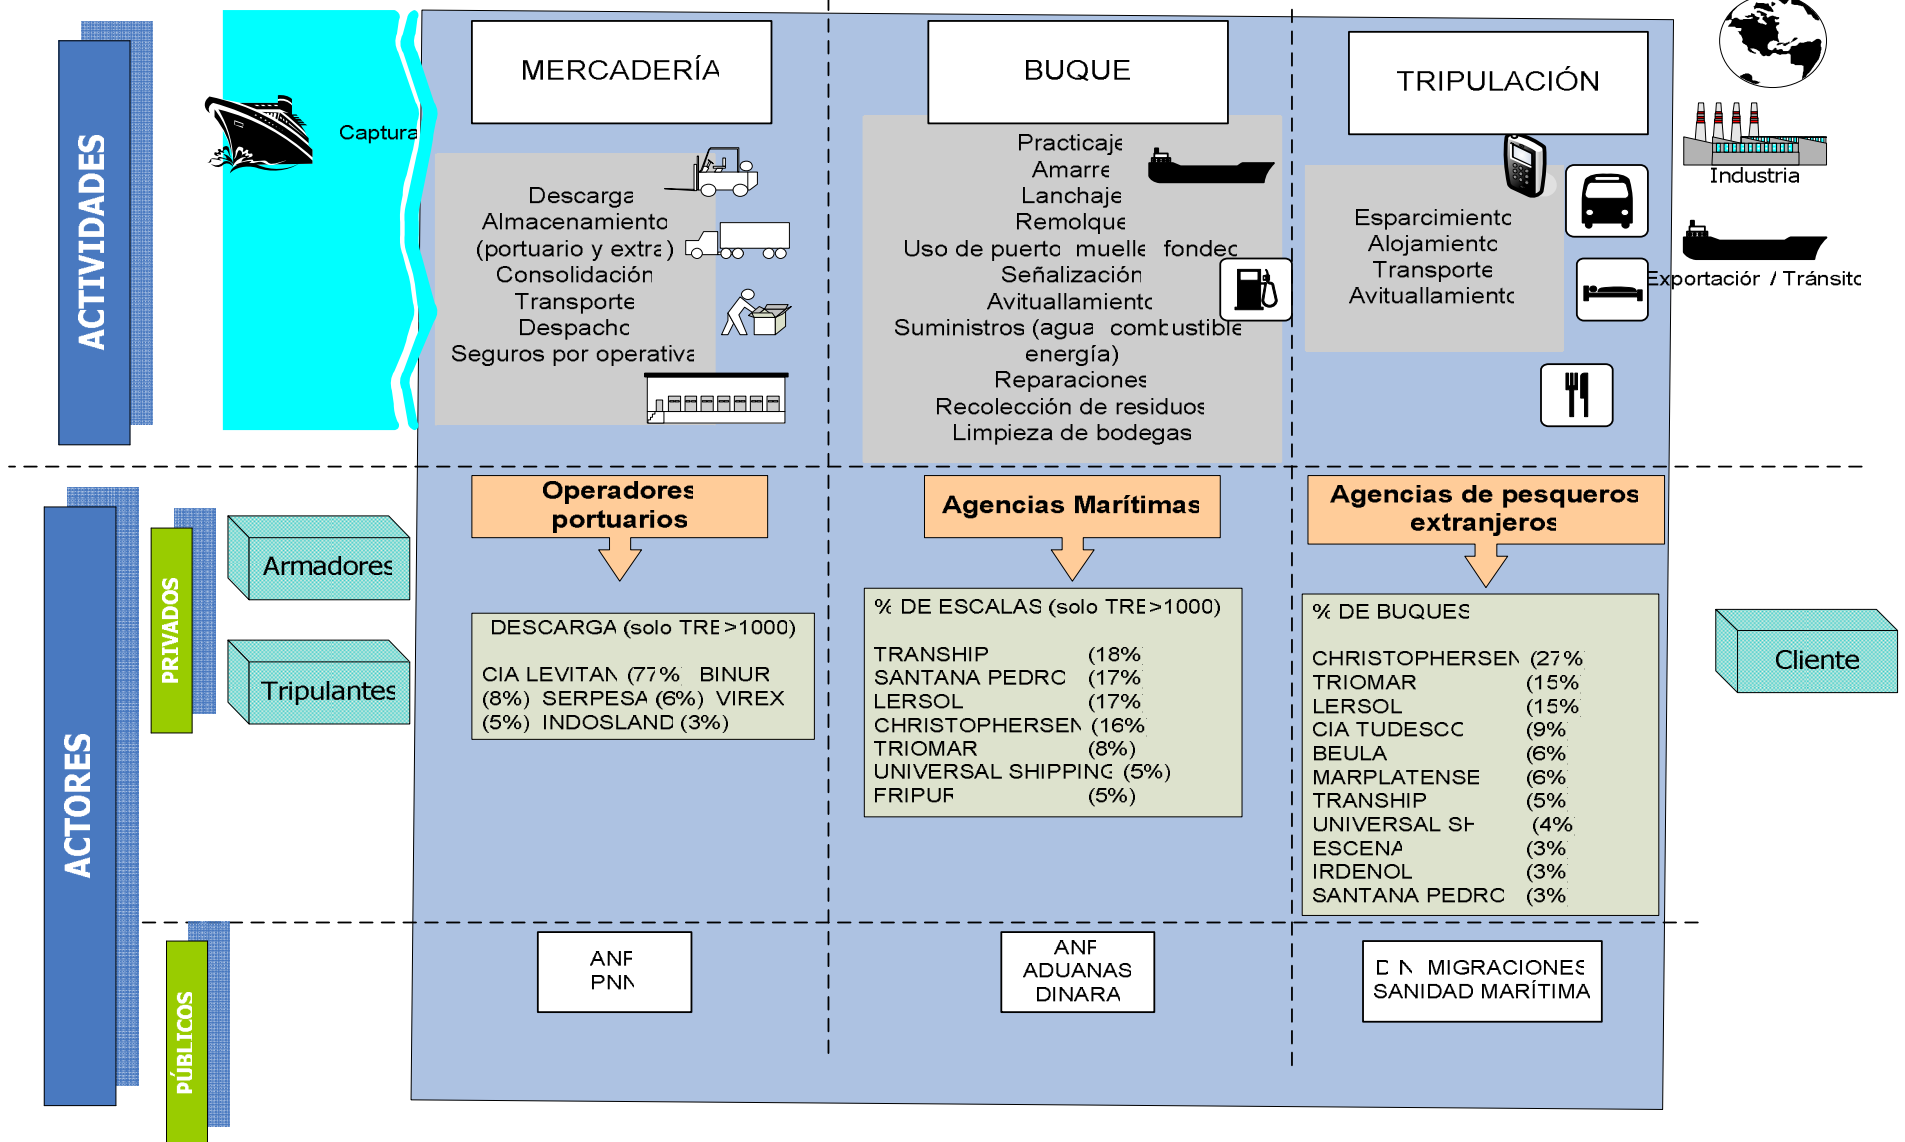 ACTIVIDADES
Captura
MERCADERÍA
Descarga
Almacenamiento
(portuario y extra)
Consolidación
Transporte
Despacho
Seguros por operativa
BUQUE
Practicaje
Amarre
Lanchaje
Remolque
Uso de puerto muelle fondeo
Señalización
Avituallamiento
Suministros (agua combustible
energía)
Reparaciones
Recolección de residuos
Limpieza de bodegas
TRIPULACIÓN
Esparcimiento
Alojamiento
Transporte
Avituallamiento
Industria
Exportación / Tránsito
ACTORES
PRIVADOS
Armadores
Tripulantes
Operadores
portuarios
DESCARGA (solo TRB>1000)
CIA LEVITAN (77%) BINUR
(8%) SERPESA (6%) VIREX
(5%) INDOSLAND (3%)
Agencias Marítimas
% DE ESCALAS (solo TRB>1000)
TRANSHIP (18%)
SANTANA PEDRO (17%)
LERSOL (17%)
CHRISTOPHERSEN (16%)
TRIOMAR (8%)
UNIVERSAL SHIPPING (5%)
FRIPUR (5%)
Agencias de pesqueros
extranjeros
% DE BUQUES
CHRISTOPHERSEN (27%)
TRIOMAR (15%)
LERSOL (15%)
CIA TUDESCO (9%)
BEULA (6%)
MARPLATENSE (6%)
TRANSHIP (5%)
UNIVERSAL SH (4%)
ESCENA (3%)
IRDENOL (3%)
SANTANA PEDRO (3%)
Cliente
PÚBLICOS
ANP
PNN
ANP
ADUANAS
DINARA
D N MIGRACIONES
SANIDAD MARÍTIMA